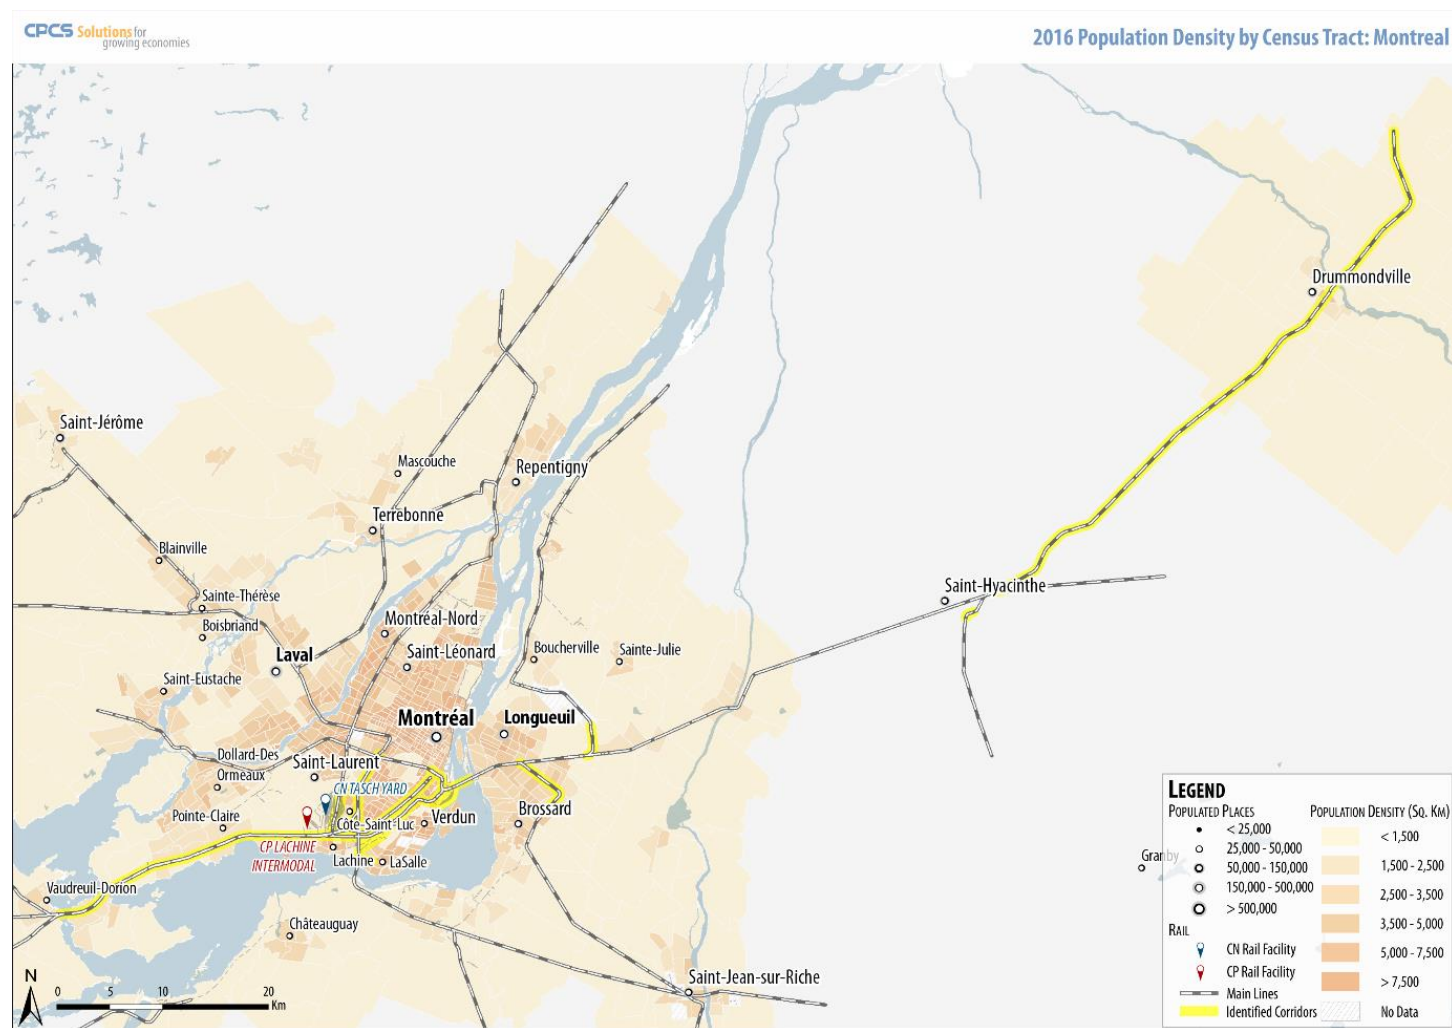 CPCS Solutions for
growing economies
2016 Population Density by Census Tract: Montreal
Drummondville
Saint-Jérôme
Mascouche
Repentigny
Terrebonne
Blainville
Saint-Hyacinthe
Sainte-Thérèse
Boisbriand
Montréal-Nord
Laval
Saint-Léonard
Boucherville
Sainte-Julie
Saint-Eustache
Montréal
Longueuil
Dollard-Des
Ormeaux
Saint-Laurent
CN TASCH YARD
Pointe-Claire
Côte-Saint-Luc
Verdun
Brossard
CP LACHINE
INTERMODAL
Lachine
LaSalle
Granby
Vaudreuil-Dorion
Châteauguay
Saint-Jean-sur-Riche
N
0 5 10 20
Km
LEGEND
POPULATED PLACES
< 25,000
25,000 - 50,000
50,000 - 150,000
150,000 - 500,000
> 500,000
RAIL
CN Rail Facility
CP Rail Facility
Main Lines
Identified Corridors
POPULATION DENSITY (SQ. KM)
< 1,500
1,500 - 2,500
2,500 - 3,500
3,500 - 5,000
5,000 - 7,500
> 7,500
No Data